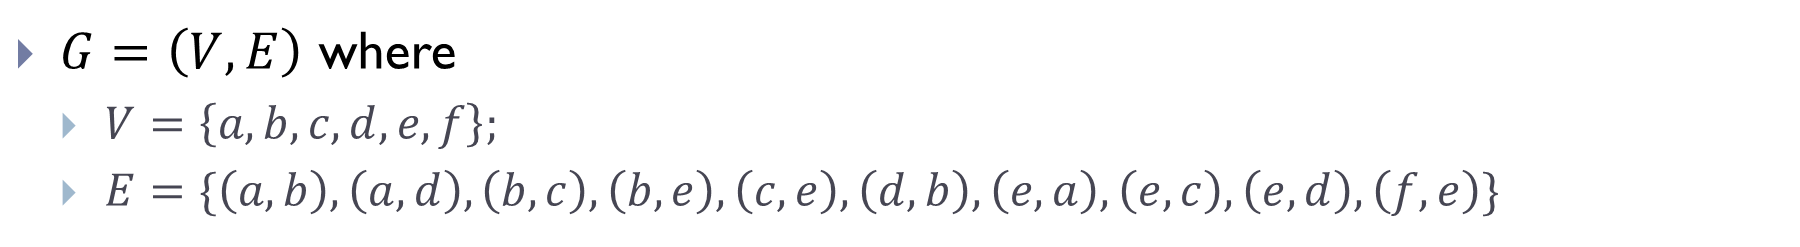 G = (V, E) where
V = {a, b, c, d, e, f};
E = {(a, b), (a, d), (b, c), (b, e), (c, e), (d, b), (e, a), (e, c), (e, d), (f, e)}